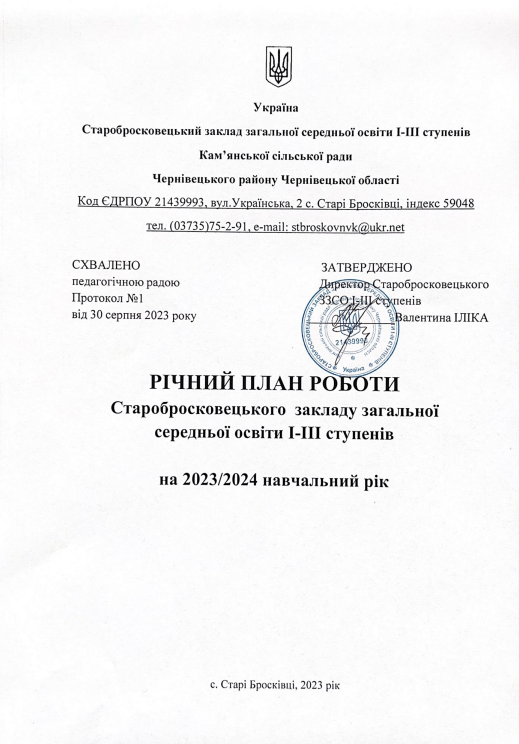 Україна
Старобросковецький заклад загальної середньої освіти І-ІІІ ступенів
Кам’янської сільської ради
Чернівецького району Чернівецької області
Код ЄДРПОУ 21439993, вул.Українська, 2 с. Старі Бросківці, індекс 59048
тел. (03735)75-2-91, e-mail: stbroskovnvk@ukr.net
СХВАЛЕНО
педагогічною радою
Протокол №1
від 30 серпня 2023 року
ЗАТВЕРДЖЕНО
Директор Старобросковецького
ЗЗСО І-ІІІ ступенів
Валентина ІЛІКА
21439993
Україна
РІЧНИЙ ПЛАН РОБОТИ
Старобросковецького закладу загальної
середньої освіти І-ІІІ ступенів
на 2023/2024 навчальний рік
с. Старі Бросківці, 2023 рік